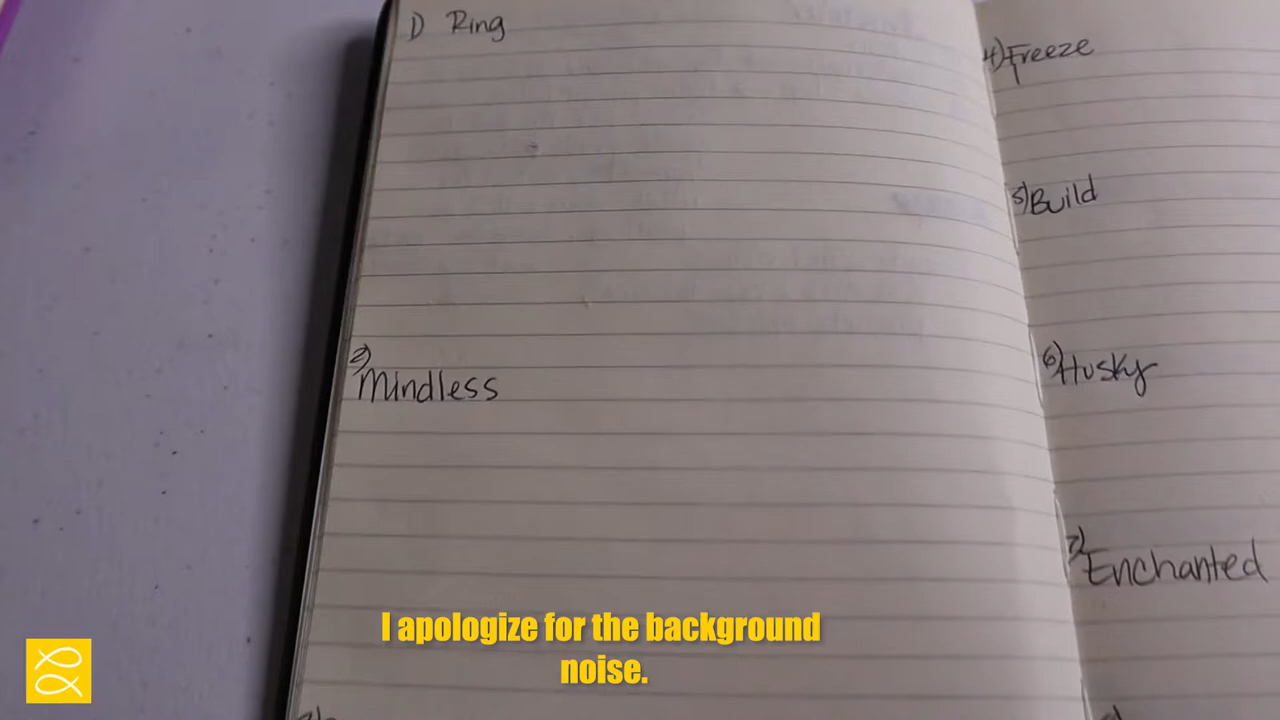 1) Ring
2)
Mindless
4) Freeze
5) Build
6) Husky
7)
Enchanted
I apologize for the background
noise.